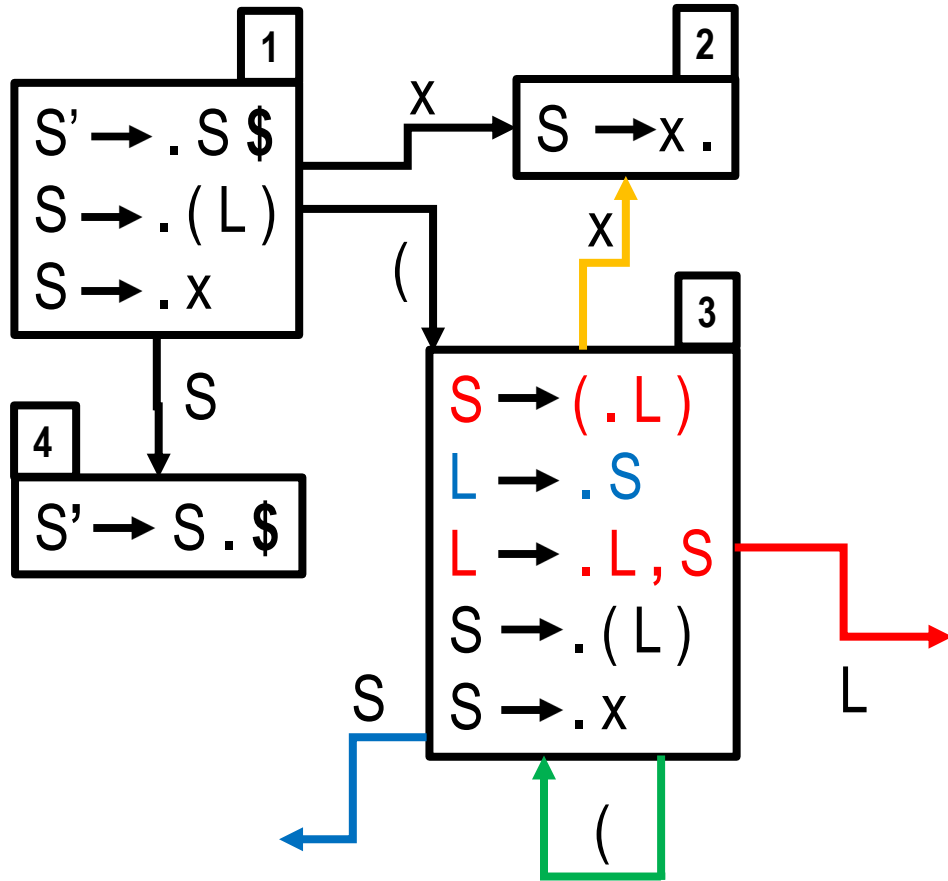 1
S’ → . S $
S → . ( L )
S → . x
x
2
S → x .
(
x
S
4
S’ → S . $
3
S → ( . L )
L → . S
L → . L , S
S → . ( L )
S → . x
S
L
(